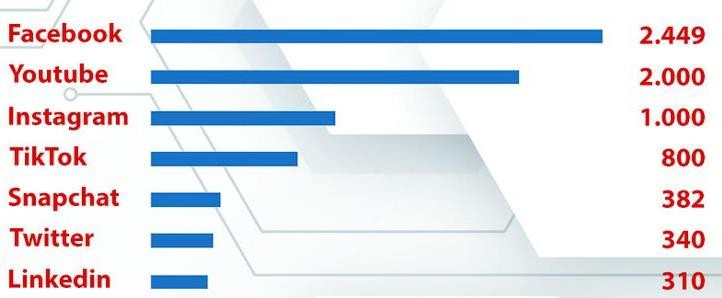 Facebook 2.449
Youtube 2.000
Instagram 1.000
TikTok 800
Snapchat 382
Twitter 340
Linkedin 310